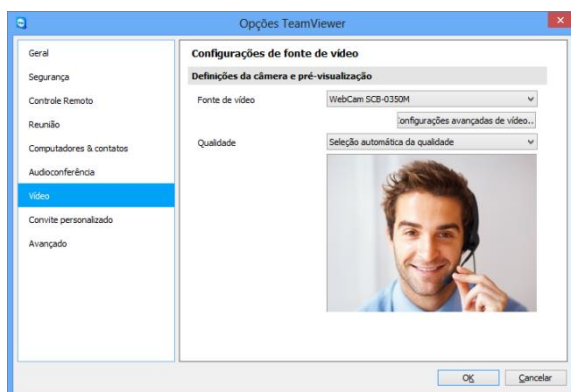 Opções TeamViewer
Geral
Segurança
Controle Remoto
Reunião
Computadores & contatos
Audioconferência
Vídeo
Convite personalizado
Avançado
Configurações de fonte de vídeo
Definições da câmera e pré-visualização
Fonte de vídeo
WebCam SCB-0350M
onfigurações avançadas de vídeo..
Qualidade
Seleção automática da qualidade
OK
Cancelar